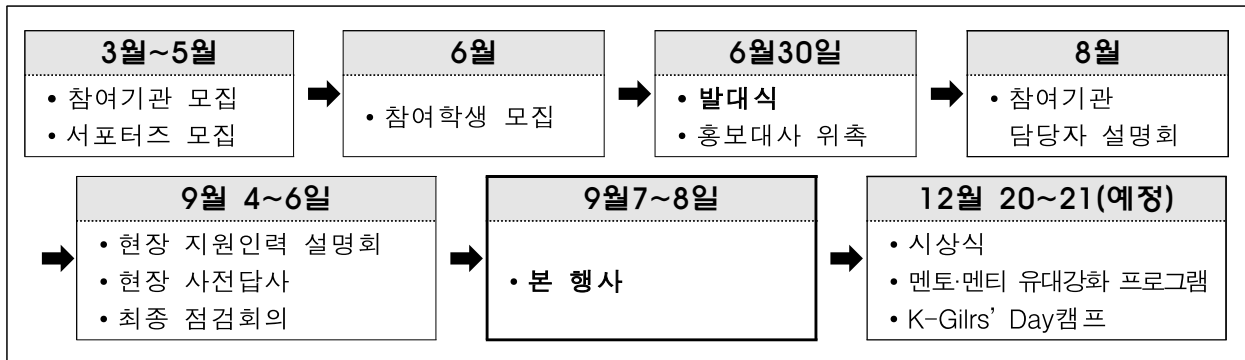 3월~5월
• 참여기관 모집
• 서포터즈 모집
6월
• 참여학생 모집
6월30일
• 발대식
• 홍보대사 위촉
8월
• 참여기관
담당자 설명회
9월 4~6일
• 현장 지원인력 설명회
• 현장 사전답사
• 최종 점검회의
9월7~8일
• 본 행사
12월 20~21(예정)
• 시상식
• 멘토·멘티 유대강화 프로그램
• K-Gilrs' Day캠프